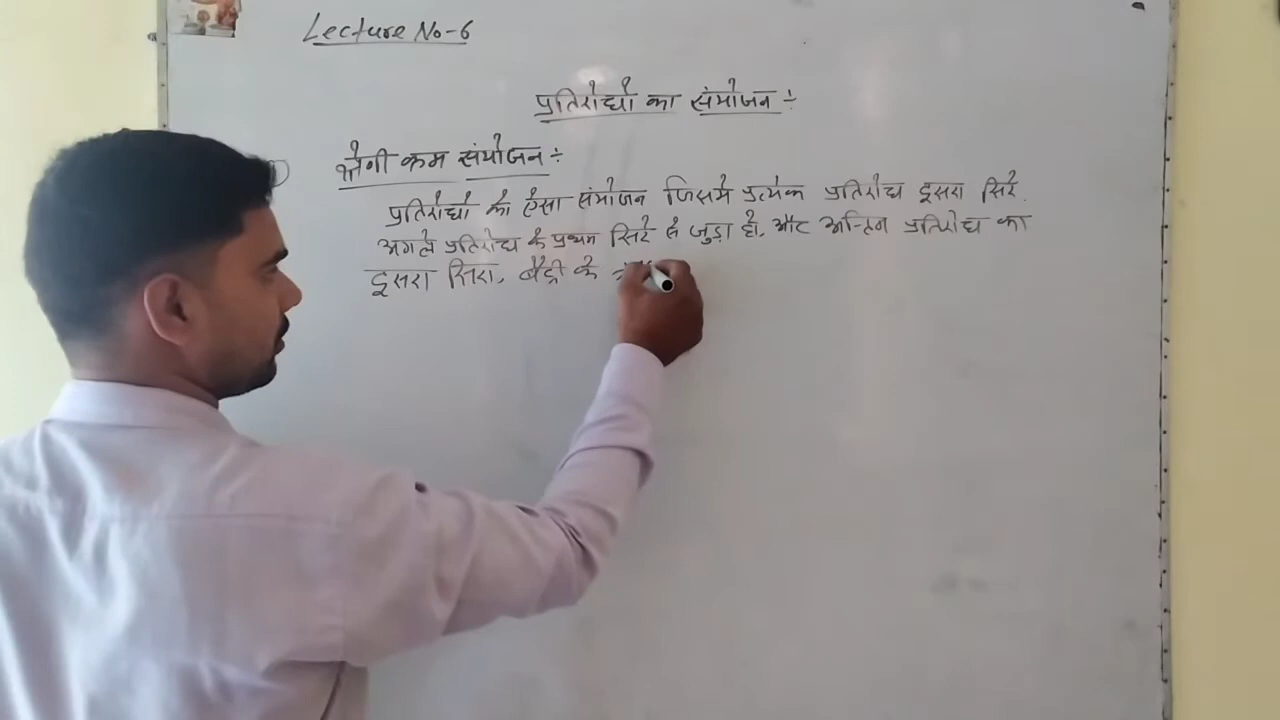 Lecture No-6
प्रतिरोधों का संयोजन ÷
श्रेणी क्रम संयोजन ÷
प्रतिरोधों का ऐसा संयोजन जिसमें प्रत्येक प्रतिरोध दूसरा सिरे
अगले प्रतिरोध के प्रथम सिरे से जुड़ा हो, और अन्तिम प्रतिरोध का
दूसरा सिरा, बैट्री के